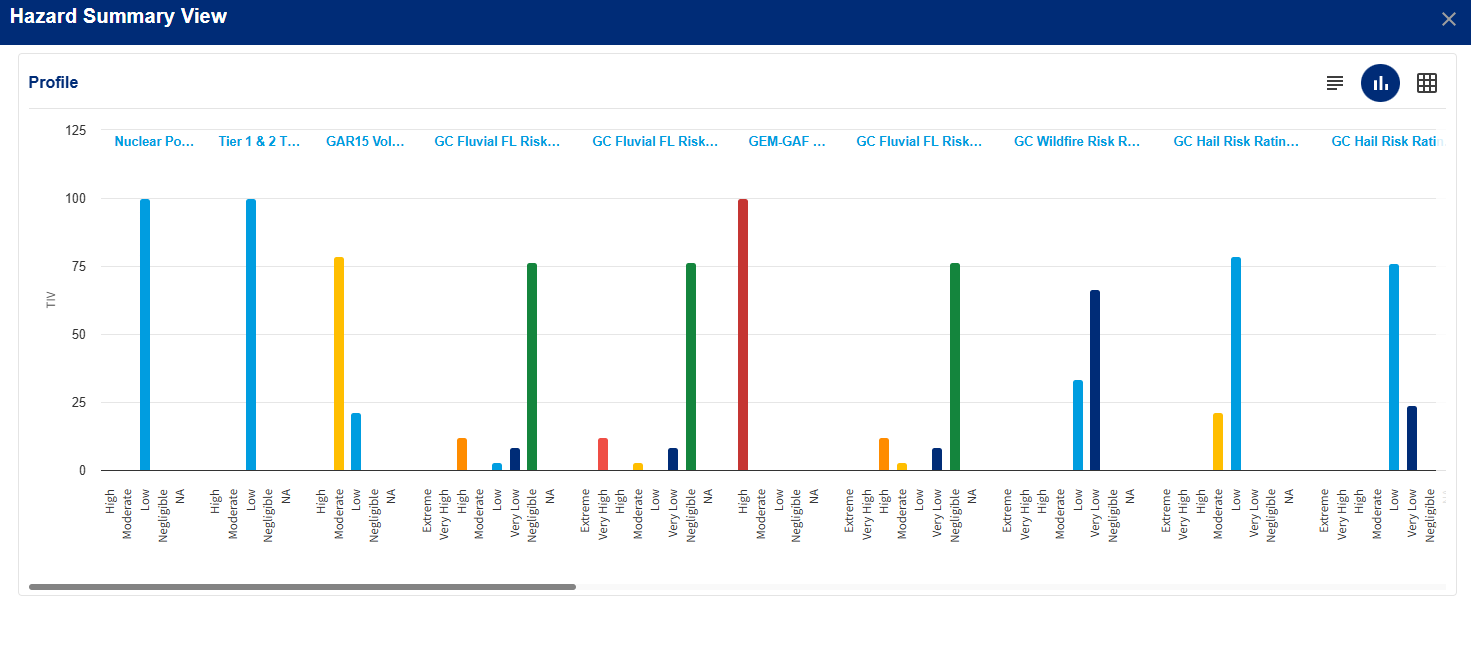 Hazard Summary View
Profile
125
Nuclear Po... Tier 1 & 2 T... GAR15 Vol... GC Fluvial FL Risk... GC Fluvial FL Risk... GEM-GAF ... GC Fluvial FL Risk... GC Wildfire Risk R... GC Hail Risk Ratin... GC Hail Risk Ratin
100
75
TIV
50
25
0
High Moderate Low Negligible NA
High Moderate Low Negligible NA
High Moderate Low Negligible NA
Extreme Very High High Moderate Low Very Low Negligible NA
Extreme Very High High Moderate Low Very Low Negligible NA
High Moderate Low Negligible NA
Extreme Very High High Moderate Low Very Low Negligible NA
Extreme Very High High Moderate Low Very Low Negligible NA
Extreme Very High High Moderate Low Very Low Negligible NA
Extreme Very High High Moderate Low Very Low Negligible